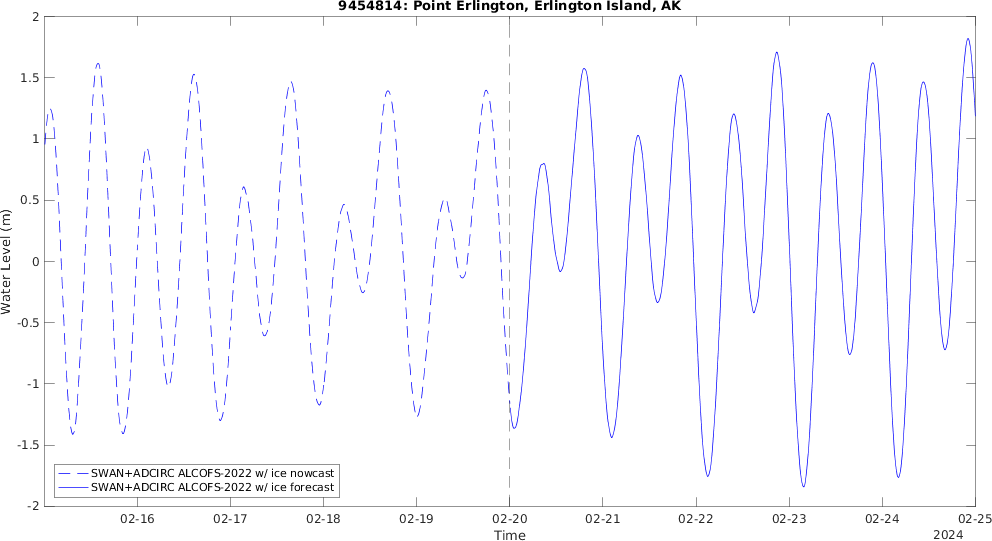 9454814: Point Erlington, Erlington Island, AK
2
1.5
1
0.5
0
-0.5
-1
-1.5
-2
Water Level (m)
SWAN+ADCIRC ALCOFS-2022 w/ ice nowcast
SWAN+ADCIRC ALCOFS-2022 w/ ice forecast
02-16 02-17 02-18 02-19 02-20 02-21 02-22 02-23 02-24 02-25
Time
2024